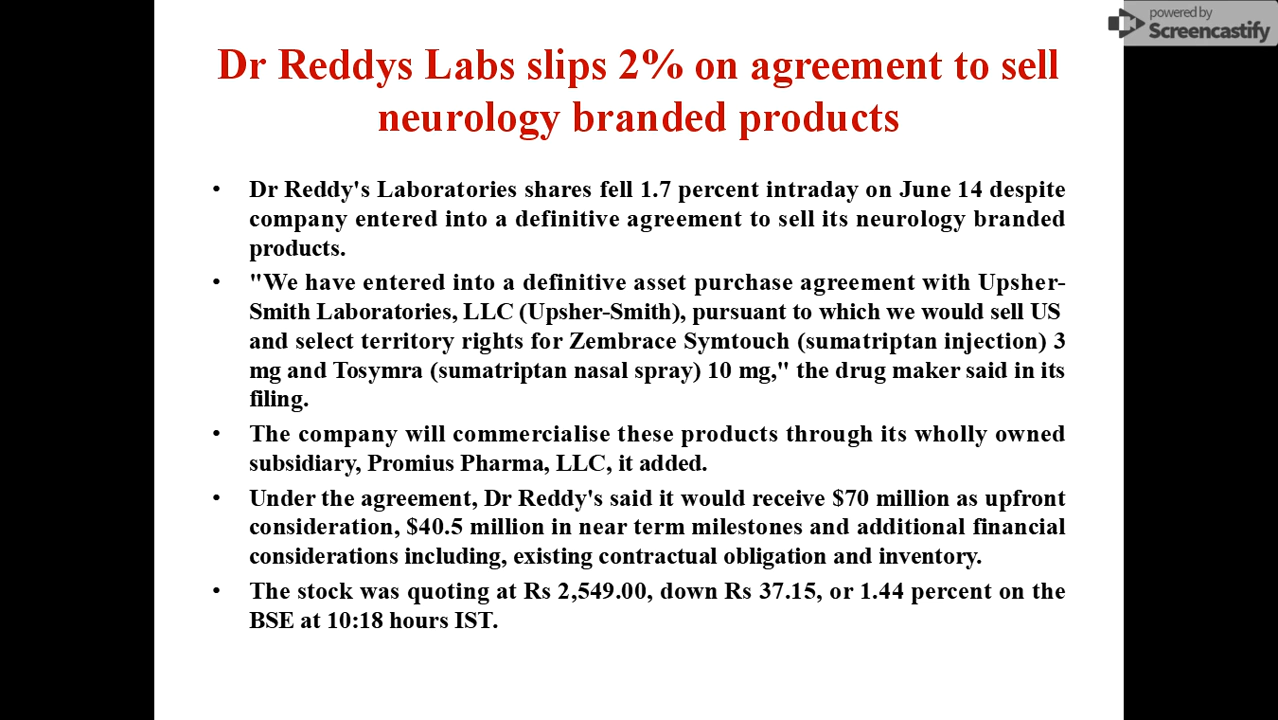 powered by
Screencastify
Dr Reddys Labs slips 2% on agreement to sell
neurology branded products
• Dr Reddy's Laboratories shares fell 1.7 percent intraday on June 14 despite
company entered into a definitive agreement to sell its neurology branded
products.
• "We have entered into a definitive asset purchase agreement with Upsher-
Smith Laboratories, LLC (Upsher-Smith), pursuant to which we would sell US
and select territory rights for Zembrace Symtouch (sumatriptan injection) 3
mg and Tosymra (sumatriptan nasal spray) 10 mg," the drug maker said in its
filing.
• The company will commercialise these products through its wholly owned
subsidiary, Promius Pharma, LLC, it added.
• Under the agreement, Dr Reddy's said it would receive $70 million as upfront
consideration, $40.5 million in near term milestones and additional financial
considerations including, existing contractual obligation and inventory.
• The stock was quoting at Rs 2,549.00, down Rs 37.15, or 1.44 percent on the
BSE at 10:18 hours IST.